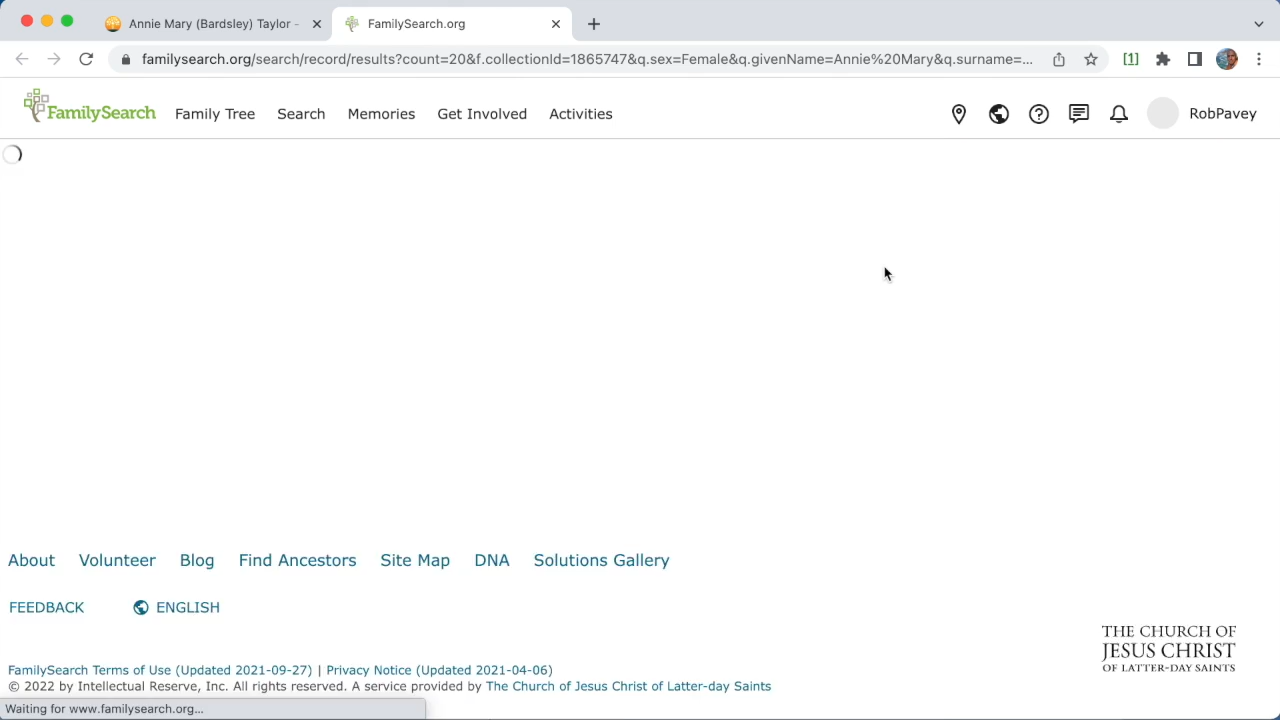 Annie Mary (Bardsley) Taylor -
FamilySearch.org
familysearch.org/search/record/results?count=20&f.collectionId=1865747&q.sex=Female&q.givenName=Annie%20Mary&q.surname=...
[1]
FamilySearch
Family Tree
Search
Memories
Get Involved
Activities
RobPavey
About
Volunteer
Blog
Find Ancestors
Site Map
DNA
Solutions Gallery
FEEDBACK
ENGLISH
THE CHURCH OF
JESUS CHRIST
OF LATTER-DAY SAINTS
FamilySearch Terms of Use (Updated 2021-09-27) | Privacy Notice (Updated 2021-04-06)
© 2022 by Intellectual Reserve, Inc. All rights reserved. A service provided by The Church of Jesus Christ of Latter-day Saints
Waiting for www.familysearch.org...